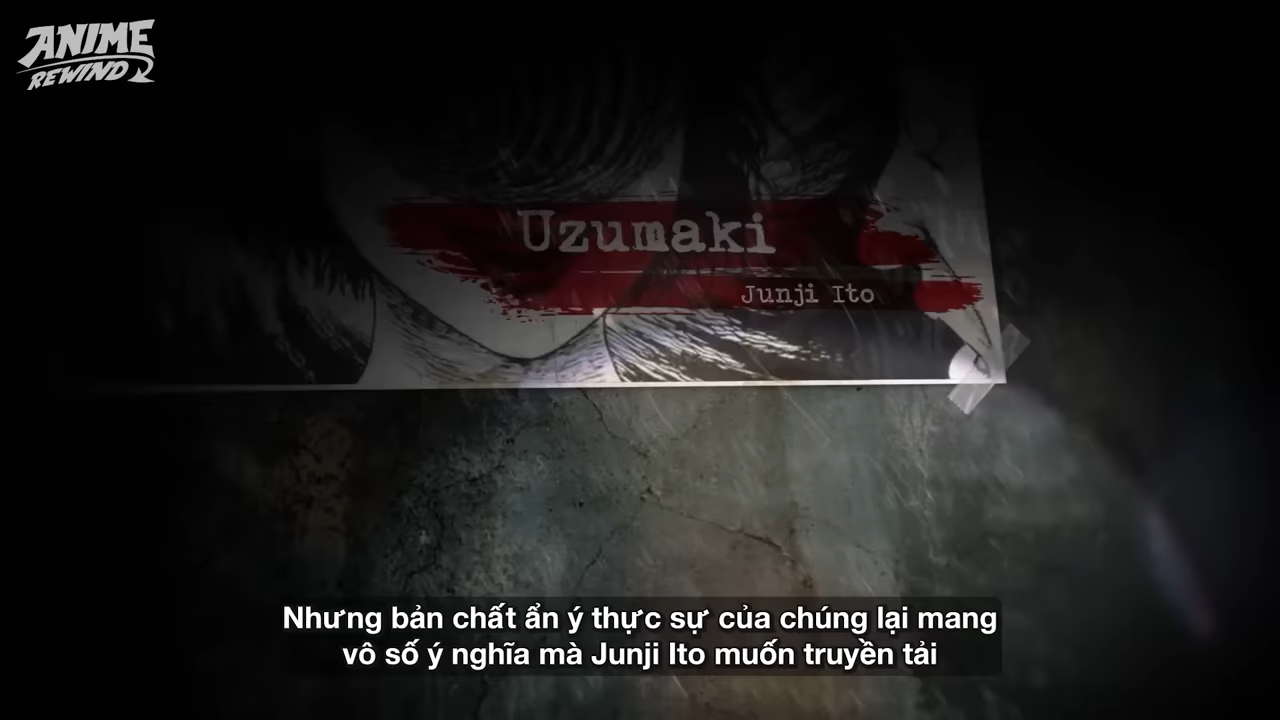 ANIME
REWIND
Uzumaki
Junji Ito
Nhưng bản chất ẩn ý thực sự của chúng lại mang
vô số ý nghĩa mà Junji Ito muốn truyền tải